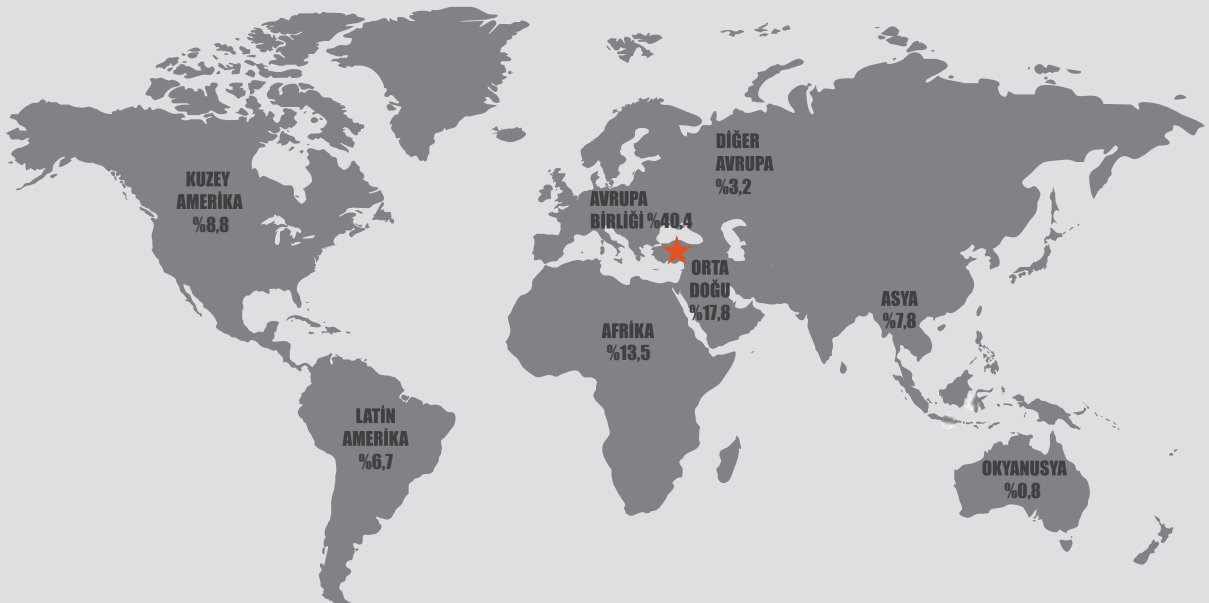 KUZEY
AMERİKA
%8,8
DİĞER
AVRUPA
%3,2
AVRUPA
BİRLİĞİ %40,4
ORTA
DOĞU
%17,8
ASYA
%7,8
AFRİKA
%13,5
LATİN
AMERİKA
%6,7
OKYANUSYA
%0,8